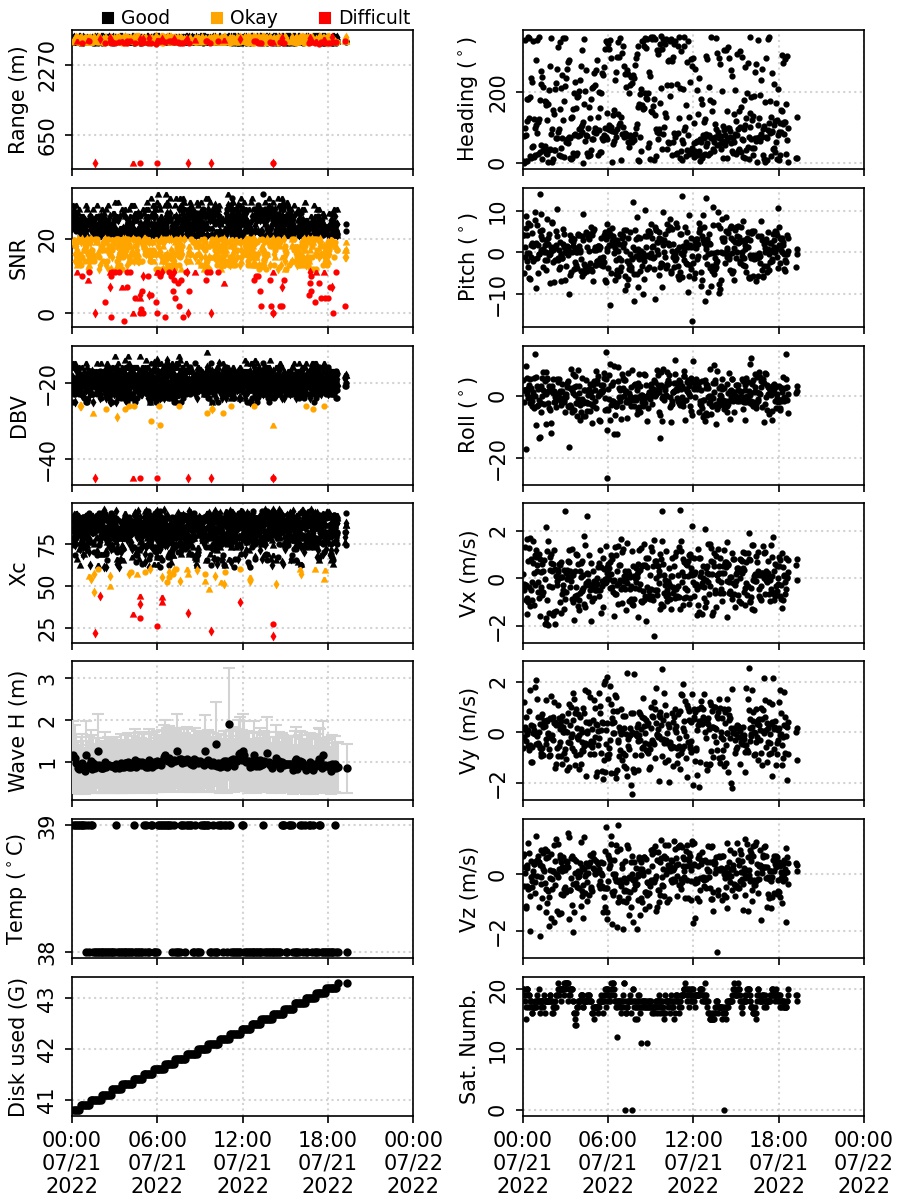 Good Okay Difficult
Range (m)
2270
650
Heading (°)
200
0
SNR
20
0
Pitch (°)
10
0
−10
DBV
−20
−40
Roll (°)
0
−20
Xc
75
50
25
Vx (m/s)
2
0
−2
Wave H (m)
3
2
1
Vy (m/s)
2
0
−2
Temp (°C)
39
38
Vz (m/s)
0
−2
Disk used (G)
43
42
41
Sat. Numb.
20
10
0
00:00 06:00 12:00 18:00 00:00
07/21 07/21 07/21 07/21 07/22
2022 2022 2022 2022 2022
00:00 06:00 12:00 18:00 00:00
07/21 07/21 07/21 07/21 07/22
2022 2022 2022 2022 2022